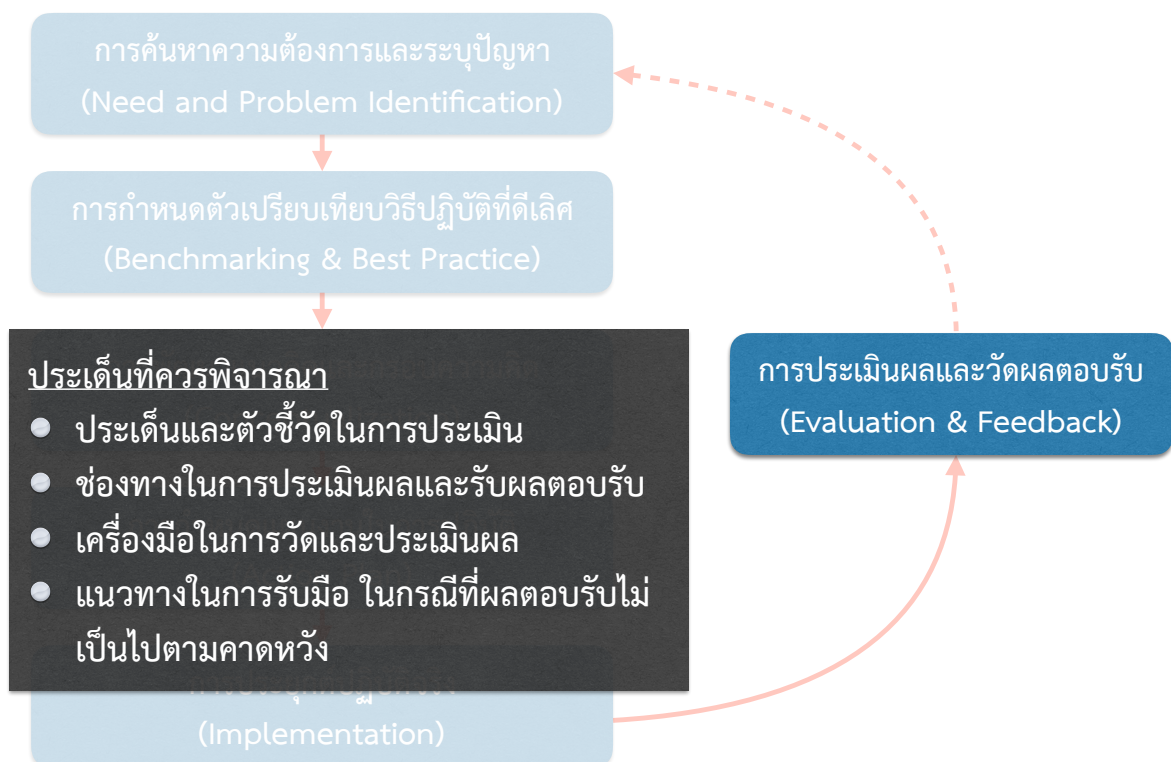 การค้นหาความต้องการและระบุปัญหา
(Need and Problem Identification)
การกำหนดตัวเปรียบเทียบวิธีปฏิบัติที่ดีเลิศ
(Benchmarking & Best Practice)
ประเด็นที่ควรพิจารณา
ประเด็นและตัวชี้วัดในการประเมิน
ช่องทางในการประเมินผลและรับผลตอบรับ
เครื่องมือในการวัดและประเมินผล
แนวทางในการรับมือ ในกรณีที่ผลตอบรับไม่
เป็นไปตามคาดหวัง
(Implementation)
การประเมินผลและวัดผลตอบรับ
(Evaluation & Feedback)